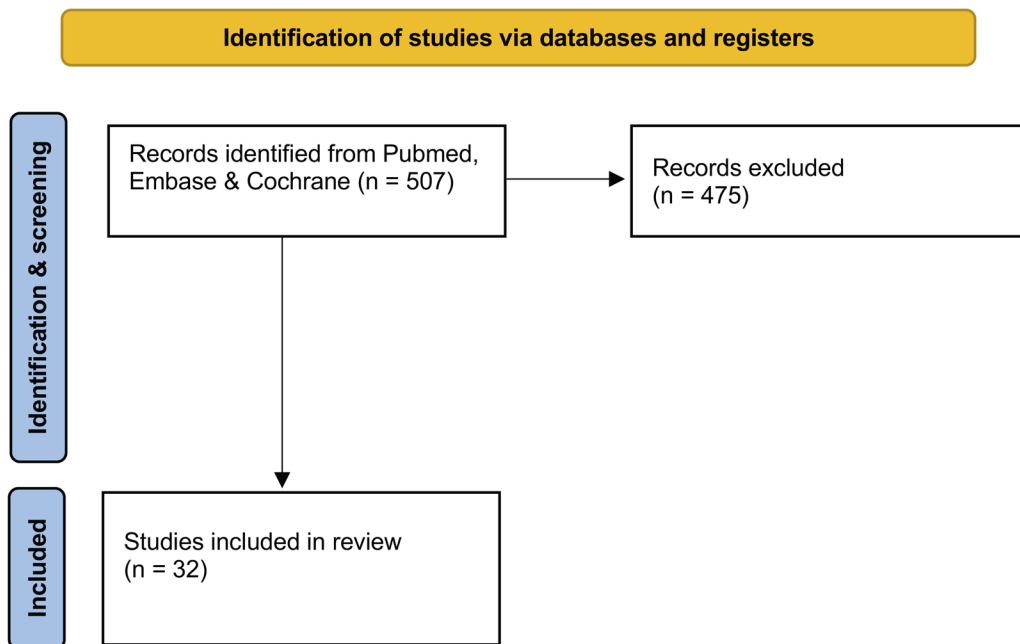 Identification of studies via databases and registers
Identification & screening
Records identified from Pubmed,
Embase & Cochrane (n = 507)
Records excluded
(n = 475)
Included
Studies included in review
(n = 32)